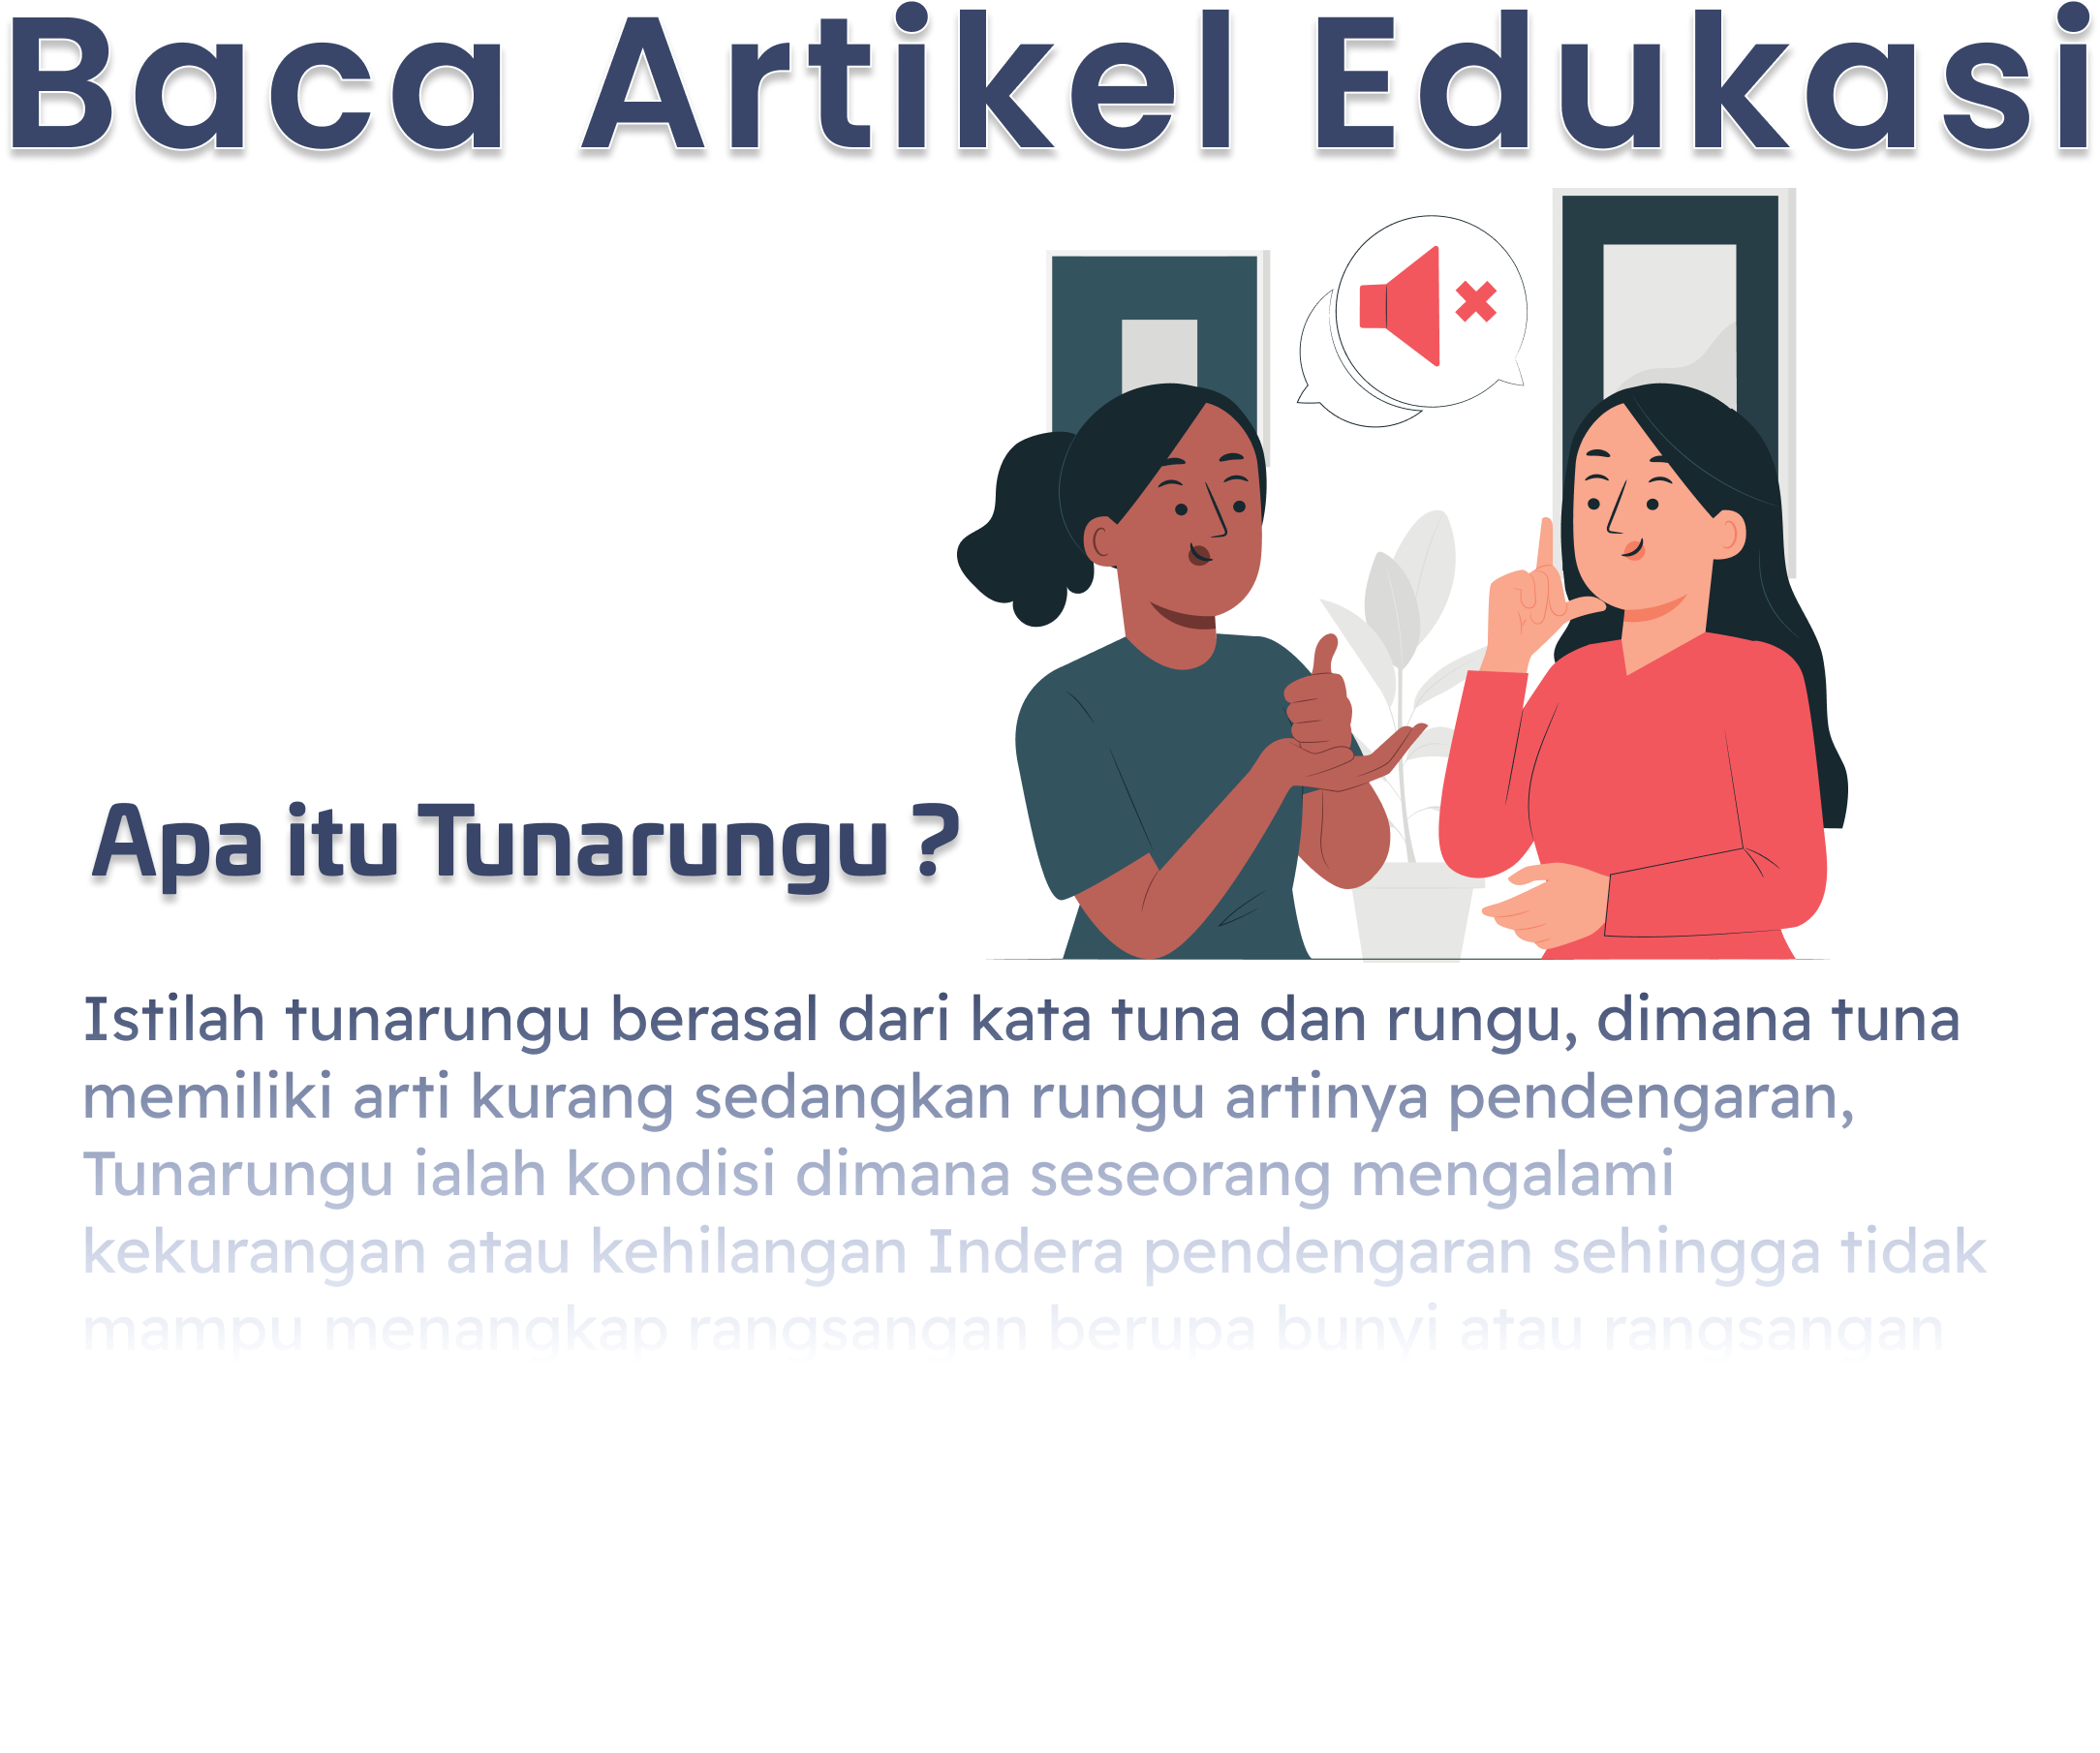 Baca Artikel Edukasi
Apa itu Tunarungu ?
Istilah tunarungu berasal dari kata tuna dan rungu, dimana tuna
memiliki arti kurang sedangkan rungu artinya pendengaran,
Tunarungu ialah kondisi dimana seseorang mengalami
kekurangan atau kehilangan Indera pendengaran sehingga tidak
mampu menangkap rangsangan berupa bunyi atau rangsangan